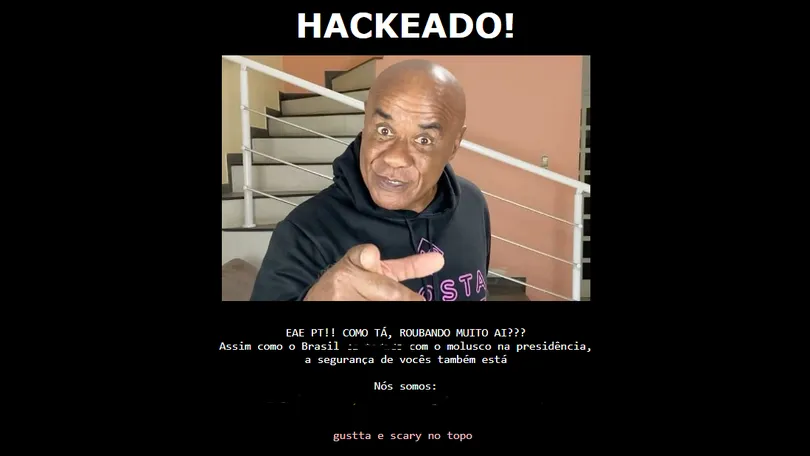 HACKEADO!
OSTA
EAE PT!! COMO TÁ, ROUBANDO MUITO AI???
Assim como o Brasil com o molusco na presidência,
a segurança de vocês também está
Nós somos:
gustta e scary no topo